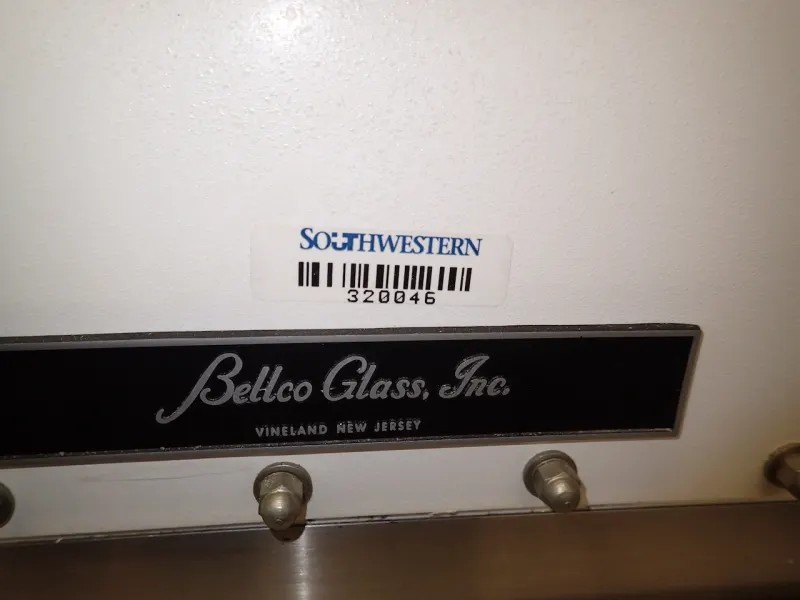 SOUTHWESTERN
320046
Bellco Glass, Inc.
VINELAND NEW JERSEY